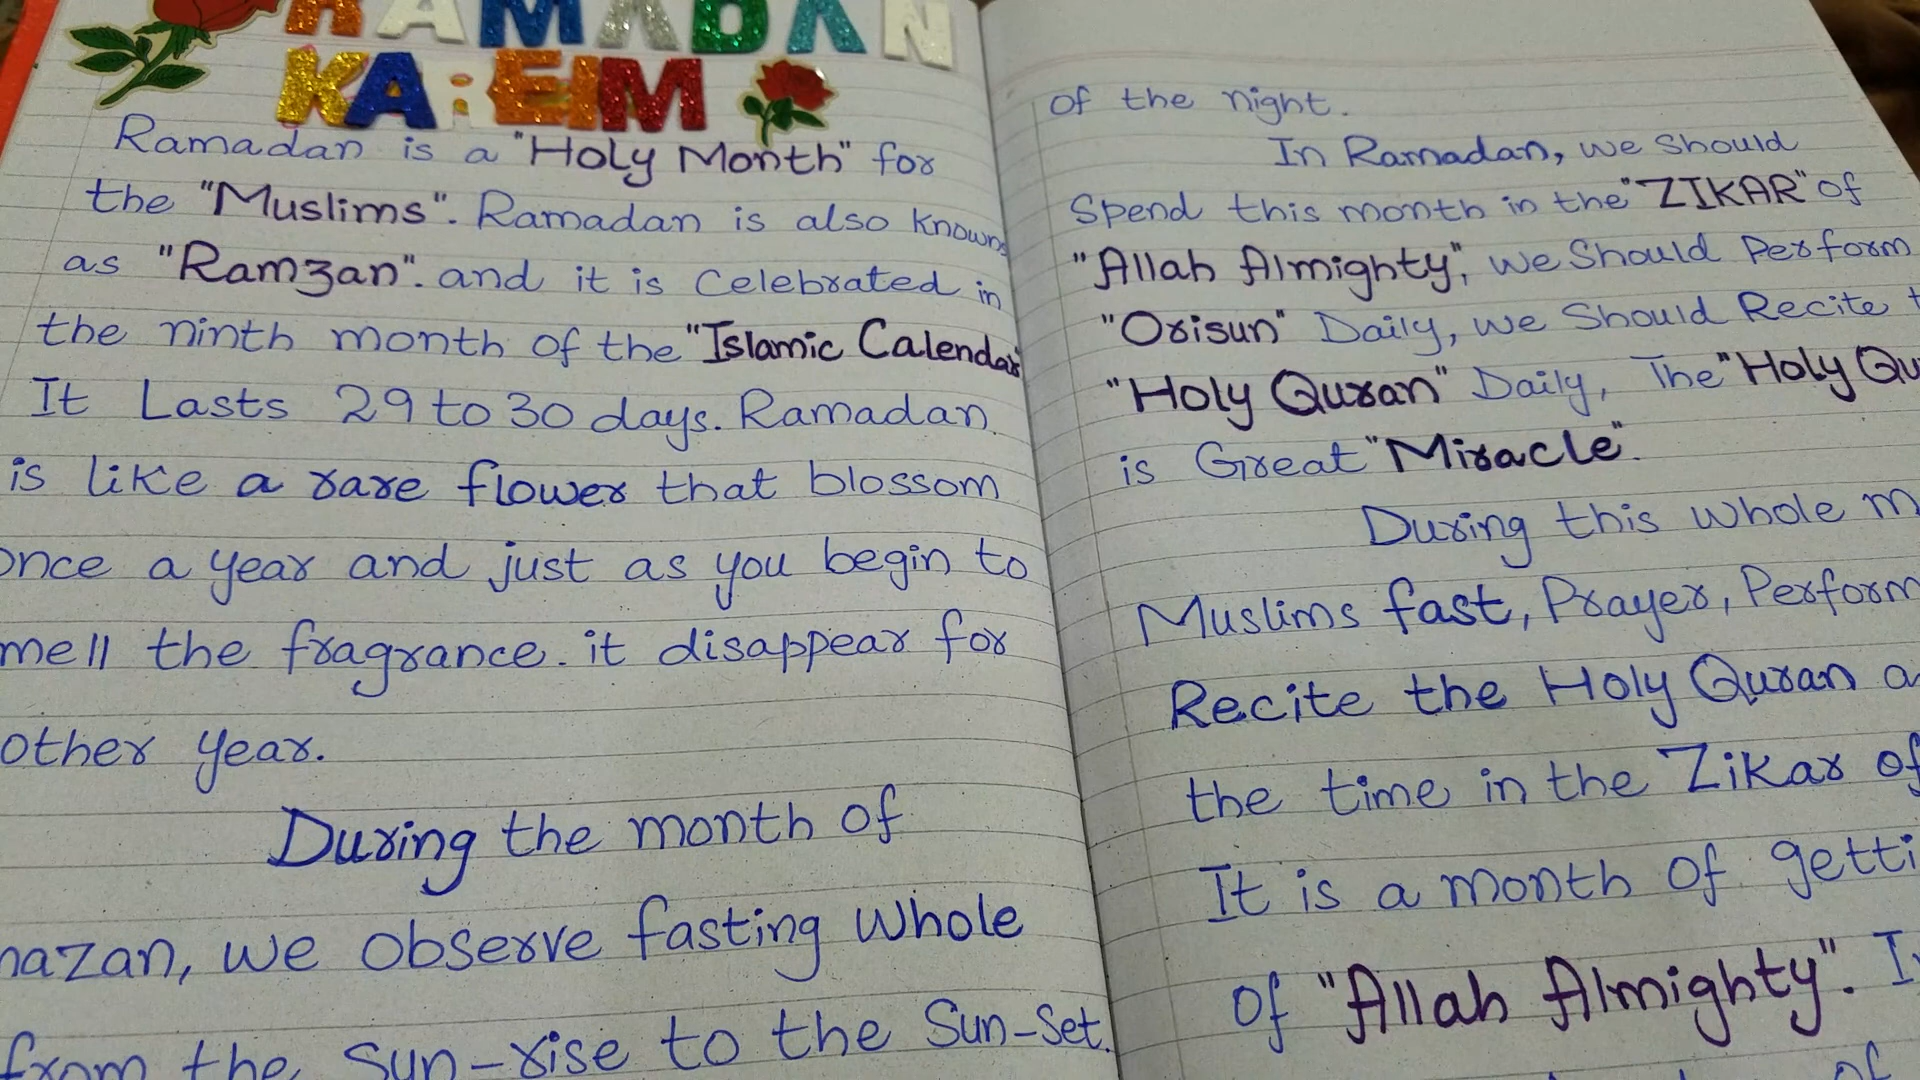 RAMADAN
KAREIM
Ramadan is a "Holy Month" for
the "Muslims". Ramadan is also known
as "Ramzan". and it is Celebrated in
the ninth month of the "Islamic Calendar
It Lasts 29 to 30 days. Ramadan
is like a rare flower that blossom
once a year and just as you begin to
mell the fragrance. it disappear for
other year.
During the month of
mazan, we observe fasting whole
from the Sun-rise to the Sun-Set.
of the night.
In Ramadan, we Should
Spend this month in the "ZIKAR" of
"Allah Almighty", we Should Perform
"Orisun" Daily, we Should Recite t
"Holy Quran" Daily, The "Holy Qu
is Great "Miracle".
During this whole m
Muslims fast, Prayer, Perform
Recite the Holy Quran a
the time in the Zikar of
It is a month of getti
of "Allah Almighty". I
of